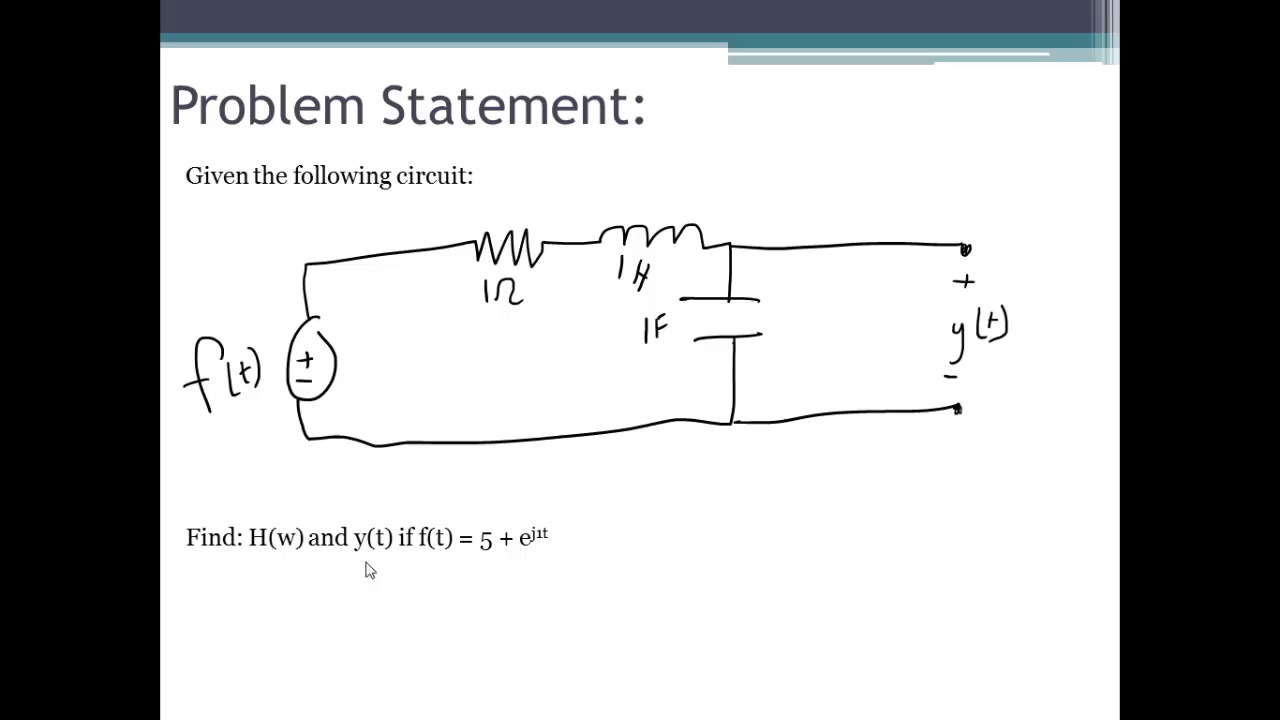 Problem Statement:
Given the following circuit:
1Ω
1H
1F
f(t)
+
-
+
y(t)
-
Find: H(w) and y(t) if f(t) = 5 + e^j1t